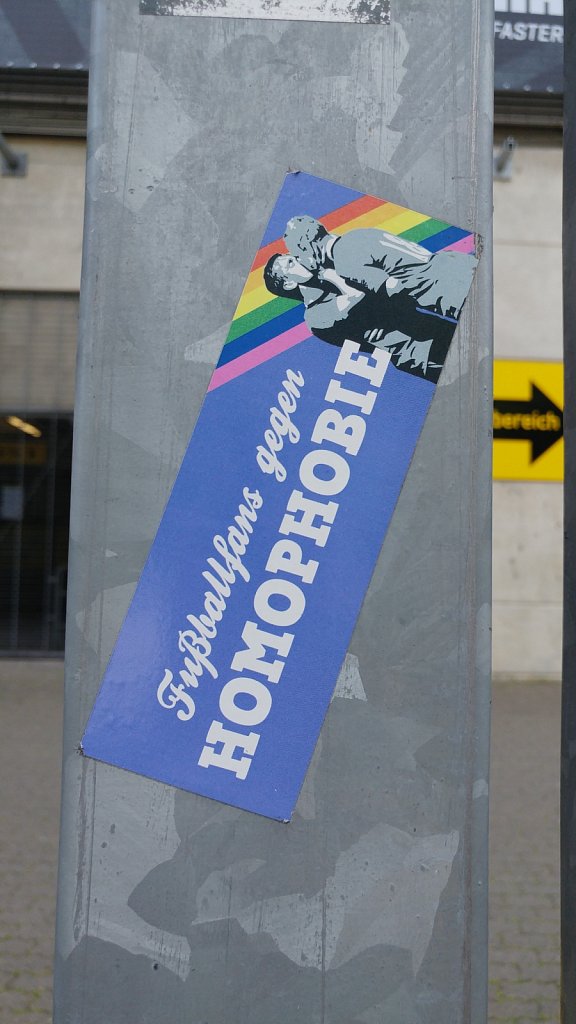 FASTER
Fußballfans gegen
HOMOPHOBIE
bereich